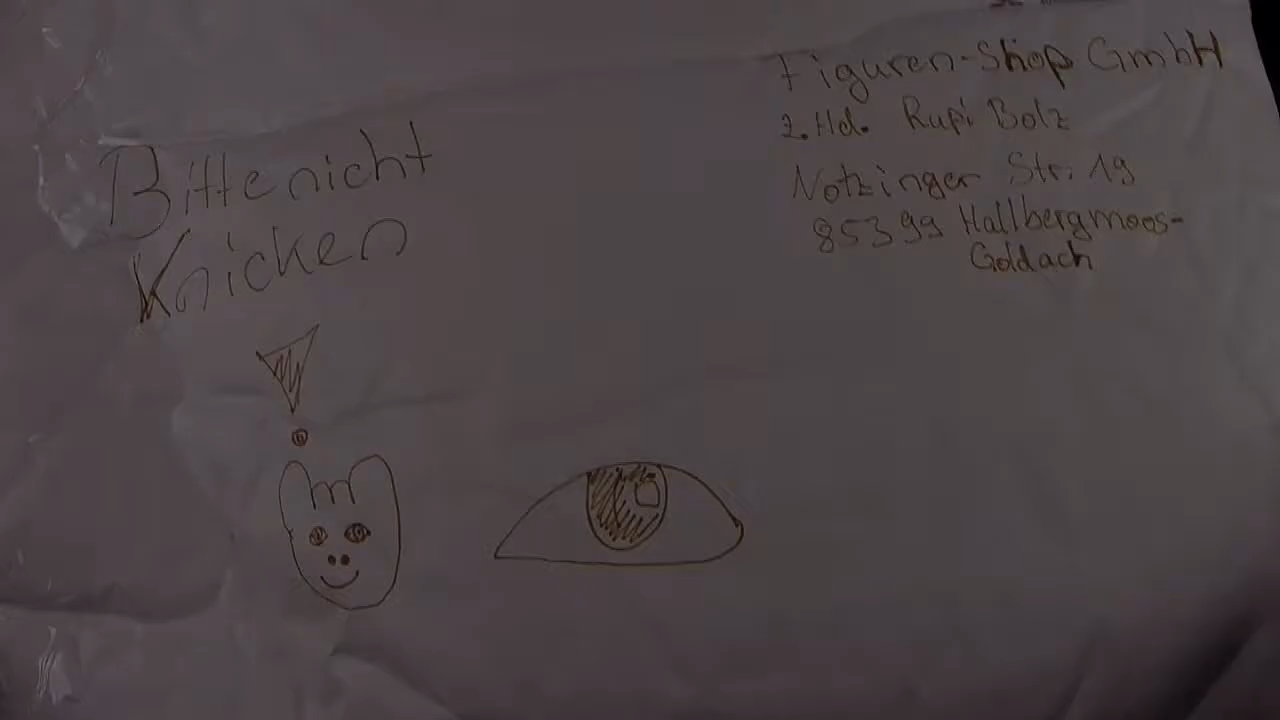 Figuren-Shop GmbH
z.Hd. Rupi Bolz
Notzinger Str. 19
85399 Hallbergmoos-
Goldach
Bitte nicht
Knicken